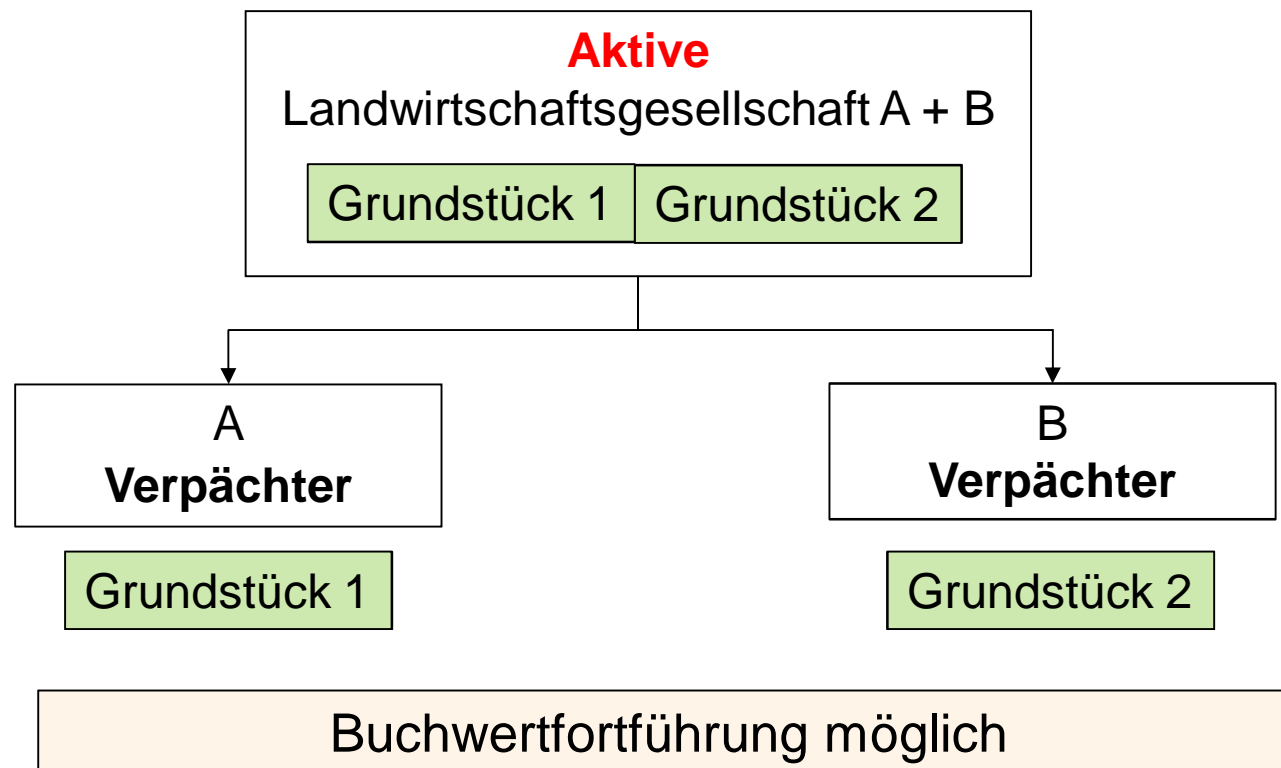 Aktive
Landwirtschaftsgesellschaft A + B
Grundstück 1 Grundstück 2
A
Verpächter
B
Verpächter
Grundstück 1
Grundstück 2
Buchwertfortführung möglich